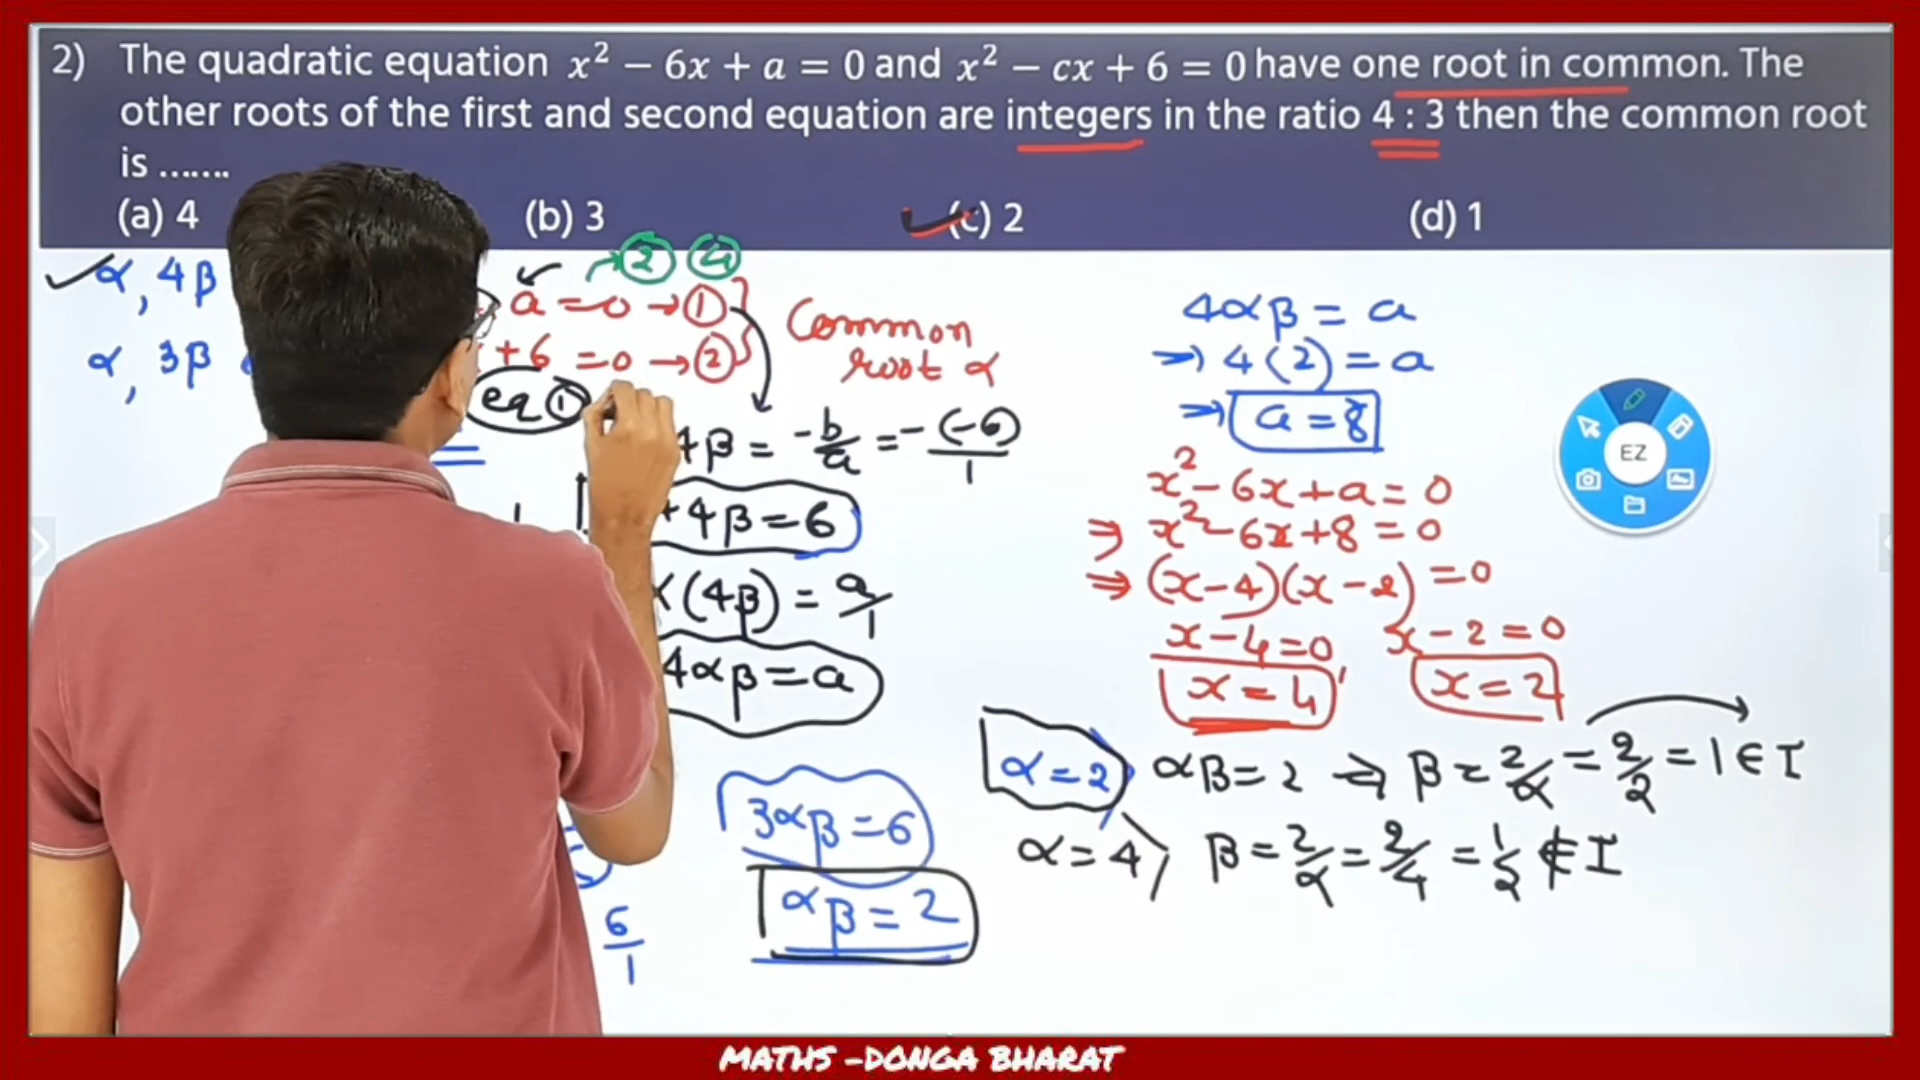 2) The quadratic equation x² − 6x + a = 0 and x² − cx + 6 = 0 have one root in common. The
other roots of the first and second equation are integers in the ratio 4 : 3 then the common root
is .......
(a) 4 (b) 3 (c) 2 (d) 1
α, 4β
α, 3β
2 4
a = 0 → 1
+ 6 = 0 → 2
Common
root α
eq 1
4β = -b/a = -(-6)/1
+ 4β = 6
(4β) = a/1
4αβ = a
6/1
3αβ = 6
αβ = 2
4αβ = a
⇒ 4(2) = a
⇒ a = 8
x² - 6x + a = 0
⇒ x² - 6x + 8 = 0
⇒ (x - 4)(x - 2) = 0
x - 4 = 0, x - 2 = 0
x = 4 x = 2
α = 2 αβ = 2 ⇒ β = 2/α = 2/2 = 1 ∈ I
α = 4, β = 2/α = 2/4 = 1/2 ∉ I
EZ
MATHS -DONGA BHARAT